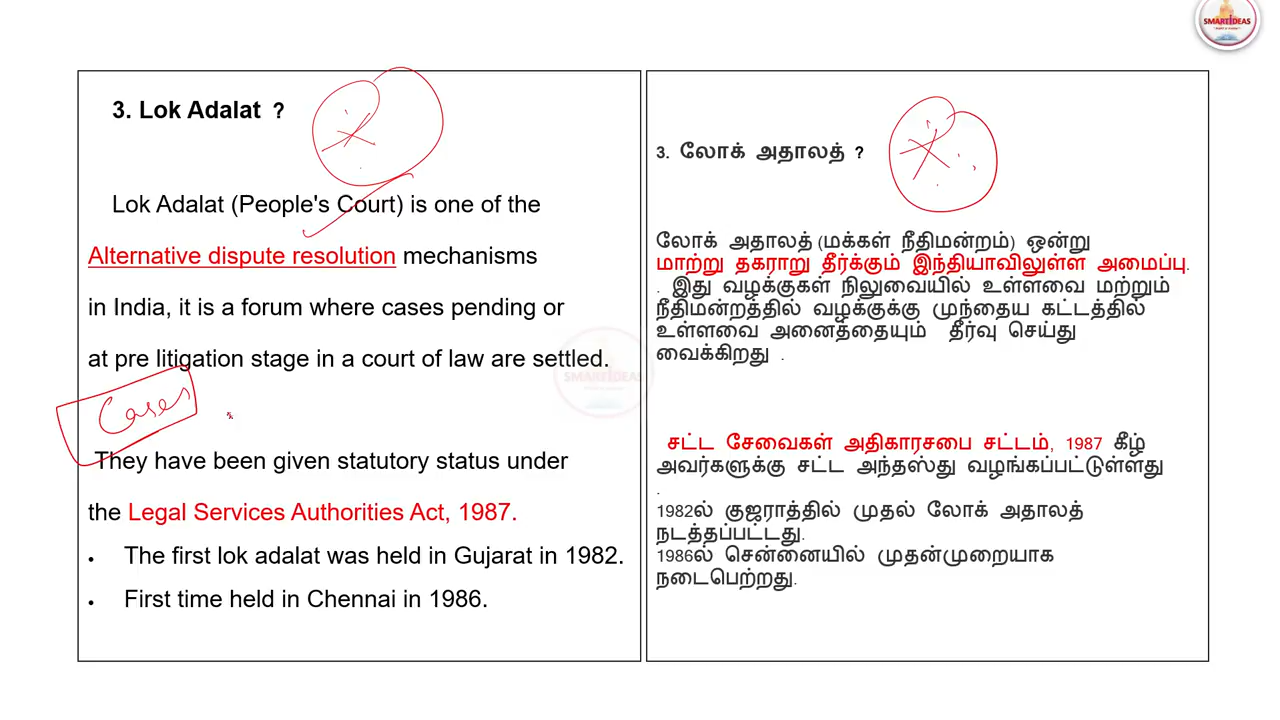 SMARTIDEAS
3. Lok Adalat ?
Lok Adalat (People's Court) is one of the
Alternative dispute resolution mechanisms
in India, it is a forum where cases pending or
at pre litigation stage in a court of law are settled.
Cases
They have been given statutory status under
the Legal Services Authorities Act, 1987.
• The first lok adalat was held in Gujarat in 1982.
• First time held in Chennai in 1986.
3. லோக் அதாலத் ?
லோக் அதாலத் (மக்கள் நீதிமன்றம்) ஒன்று
மாற்று தகராறு தீர்க்கும் இந்தியாவிலுள்ள அமைப்பு.
. இது வழக்குகள் நிலுவையில் உள்ளவை மற்றும்
நீதிமன்றத்தில் வழக்குக்கு முந்தைய கட்டத்தில்
உள்ளவை அனைத்தையும் தீர்வு செய்து
வைக்கிறது .
சட்ட சேவைகள் அதிகாரசபை சட்டம், 1987 கீழ்
அவர்களுக்கு சட்ட அந்தஸ்து வழங்கப்பட்டுள்ளது
.
1982ல் குஜராத்தில் முதல் லோக் அதாலத்
நடத்தப்பட்டது.
1986ல் சென்னையில் முதன்முறையாக
நடைபெற்றது.
SMARTIDEAS